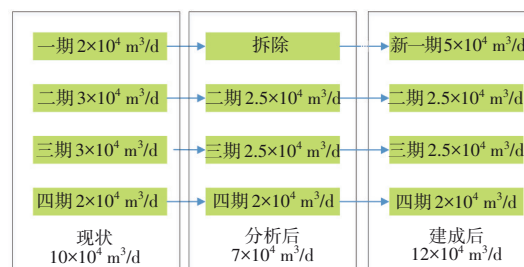 一期2×10⁴ m³/d
拆除
新一期5×10⁴ m³/d
二期3×10⁴ m³/d
二期2.5×10⁴ m³/d
二期2.5×10⁴ m³/d
三期3×10⁴ m³/d
三期2.5×10⁴ m³/d
三期2.5×10⁴ m³/d
四期2×10⁴ m³/d
四期2×10⁴ m³/d
四期2×10⁴ m³/d
现状
10×10⁴ m³/d
分析后
7×10⁴ m³/d
建成后
12×10⁴ m³/d